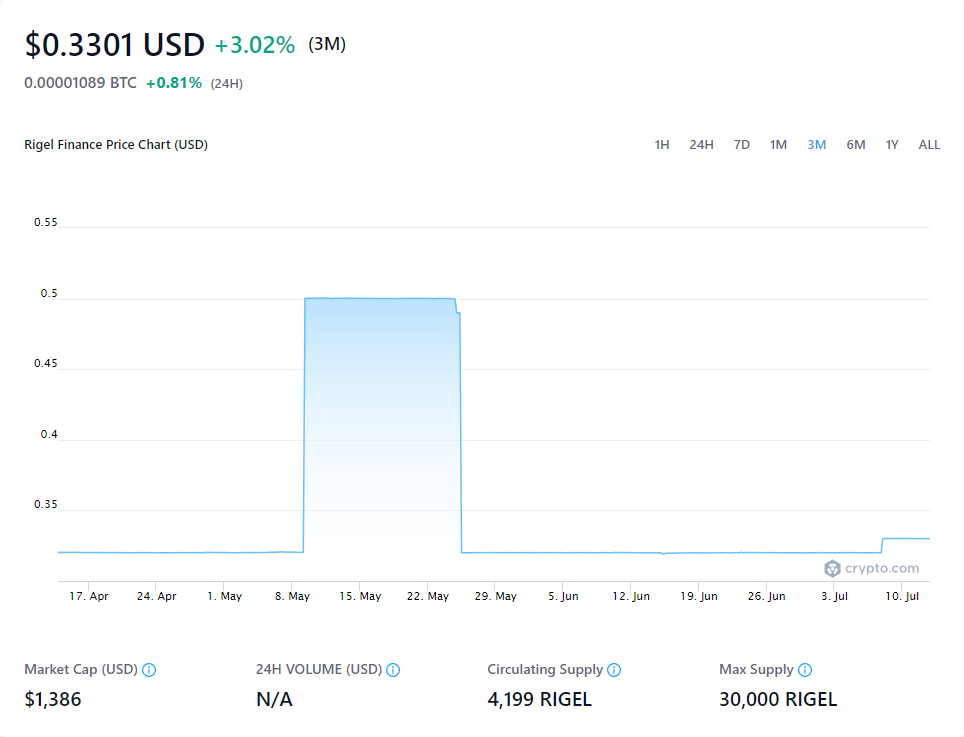 $0.3301 USD +3.02% (3M)
0.00001089 BTC +0.81% (24H)
Rigel Finance Price Chart (USD) 1H 24H 7D 1M 3M 6M 1Y ALL
0.55
0.5
0.45
0.4
0.35
crypto.com
17. Apr 24. Apr 1. May 8. May 15. May 22. May 29. May 5. Jun 12. Jun 19. Jun 26. Jun 3. Jul 10. Jul
Market Cap (USD) 24H VOLUME (USD) Circulating Supply Max Supply
$1,386 N/A 4,199 RIGEL 30,000 RIGEL